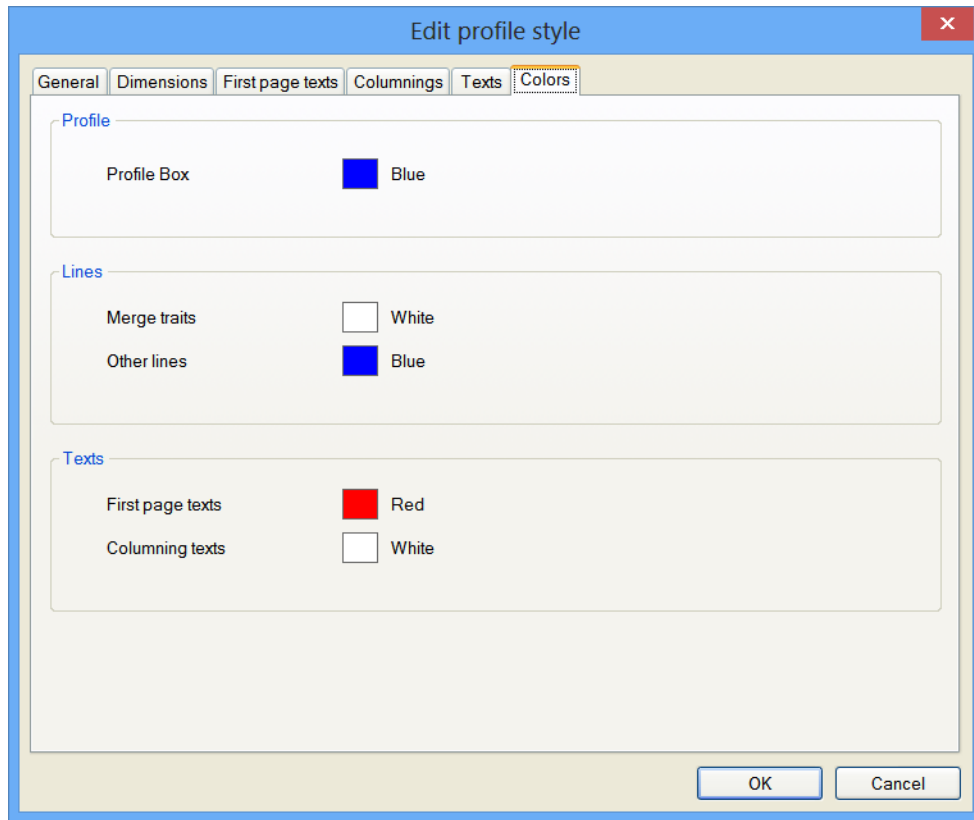 Edit profile style
General Dimensions First page texts Columnings Texts Colors
Profile
Profile Box Blue
Lines
Merge traits White
Other lines Blue
Texts
First page texts Red
Columning texts White
OK Cancel